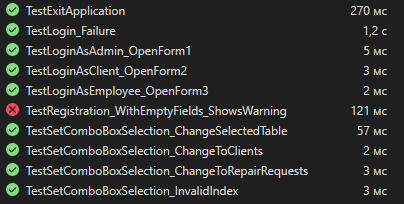 TestExitApplication 270 мс
TestLogin_Failure 1,2 с
TestLoginAsAdmin_OpenForm1 5 мс
TestLoginAsClient_OpenForm2 3 мс
TestLoginAsEmployee_OpenForm3 2 мс
TestRegistration_WithEmptyFields_ShowsWarning 121 мс
TestSetComboBoxSelection_ChangeSelectedTable 57 мс
TestSetComboBoxSelection_ChangeToClients 2 мс
TestSetComboBoxSelection_ChangeToRepairRequests 3 мс
TestSetComboBoxSelection_InvalidIndex 3 мс